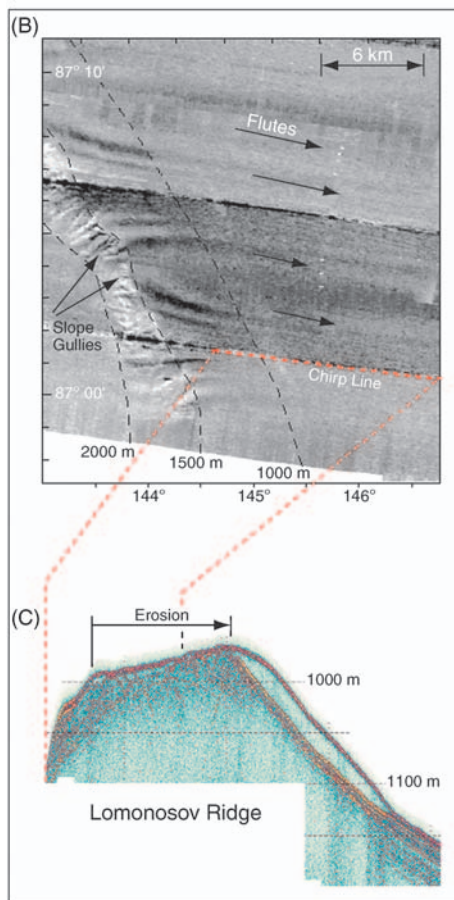 (B)
6 km
87° 10'
Flutes
Slope
Gullies
Chirp Line
87° 00'
2000 m
1500 m
1000 m
144°
145°
146°
(C)
Erosion
1000 m
1100 m
Lomonosov Ridge